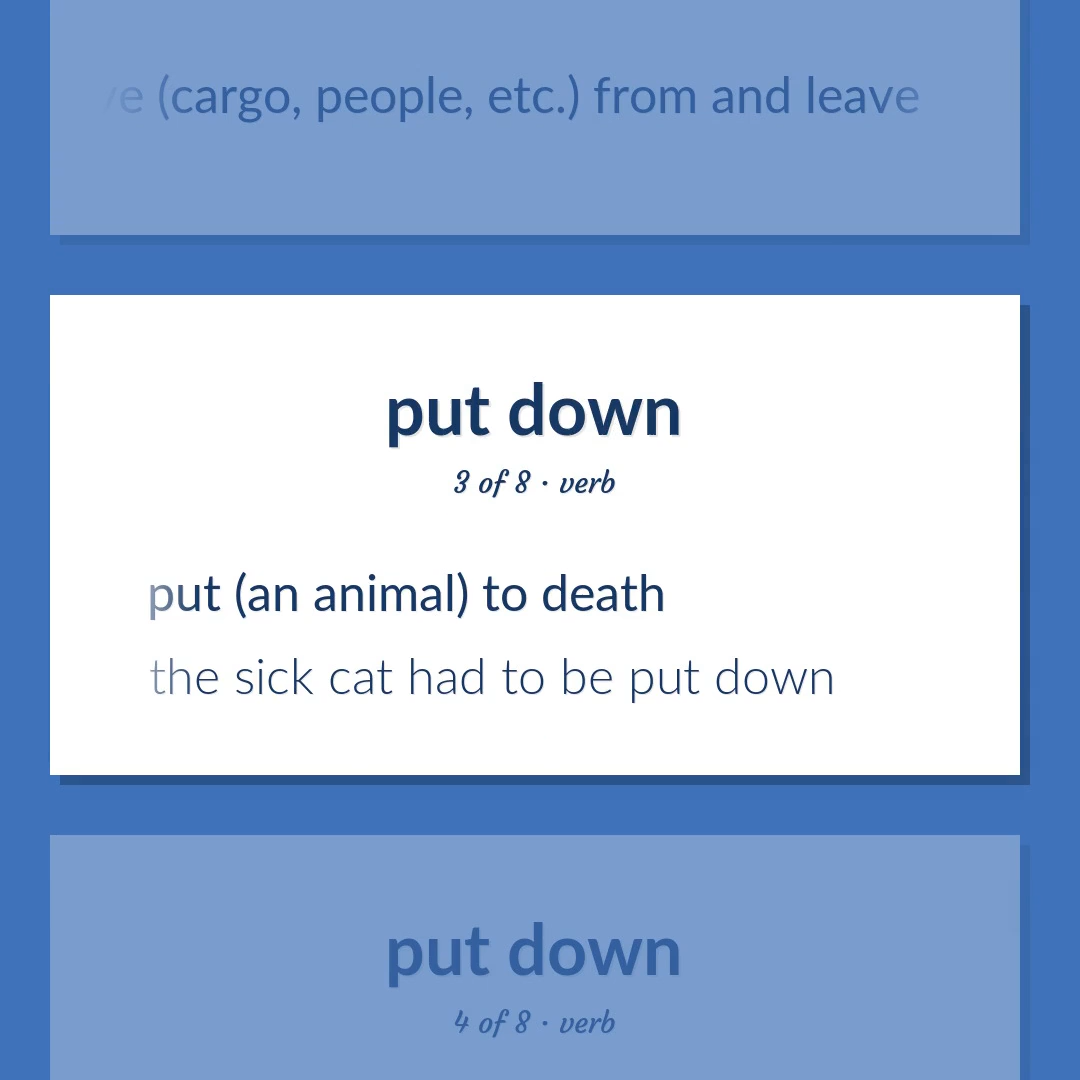 (cargo, people, etc.) from and leave
put down
3 of 8 · verb
put (an animal) to death
the sick cat had to be put down
put down
4 of 8 · verb